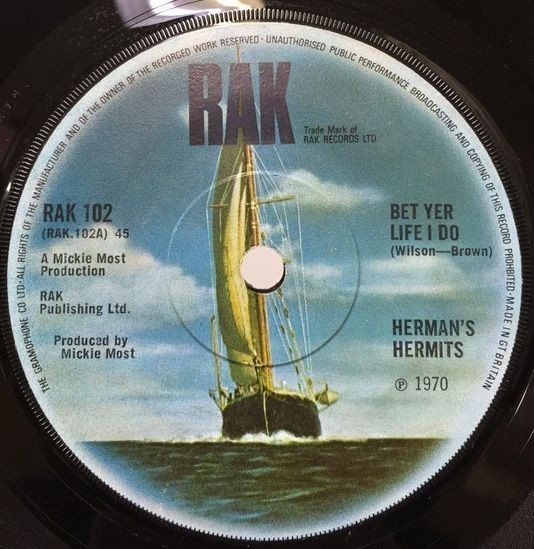 THE GRAMOPHONE CO LTD·ALL RIGHTS OF THE MANUFACTURER AND OF THE OWNER OF THE RECORDED WORK RESERVED·UNAUTHORISED PUBLIC PERFORMANCE BROADCASTING AND COPYING OF THIS RECORD PROHIBITED·MADE IN GT BRITAIN
RAK
Trade Mark of
RAK RECORDS LTD.
RAK 102
(RAK.102A) 45
A Mickie Most
Production
RAK
Publishing Ltd.
Produced by
Mickie Most
BET YER
LIFE I DO
(Wilson—Brown)
HERMAN'S
HERMITS
℗ 1970